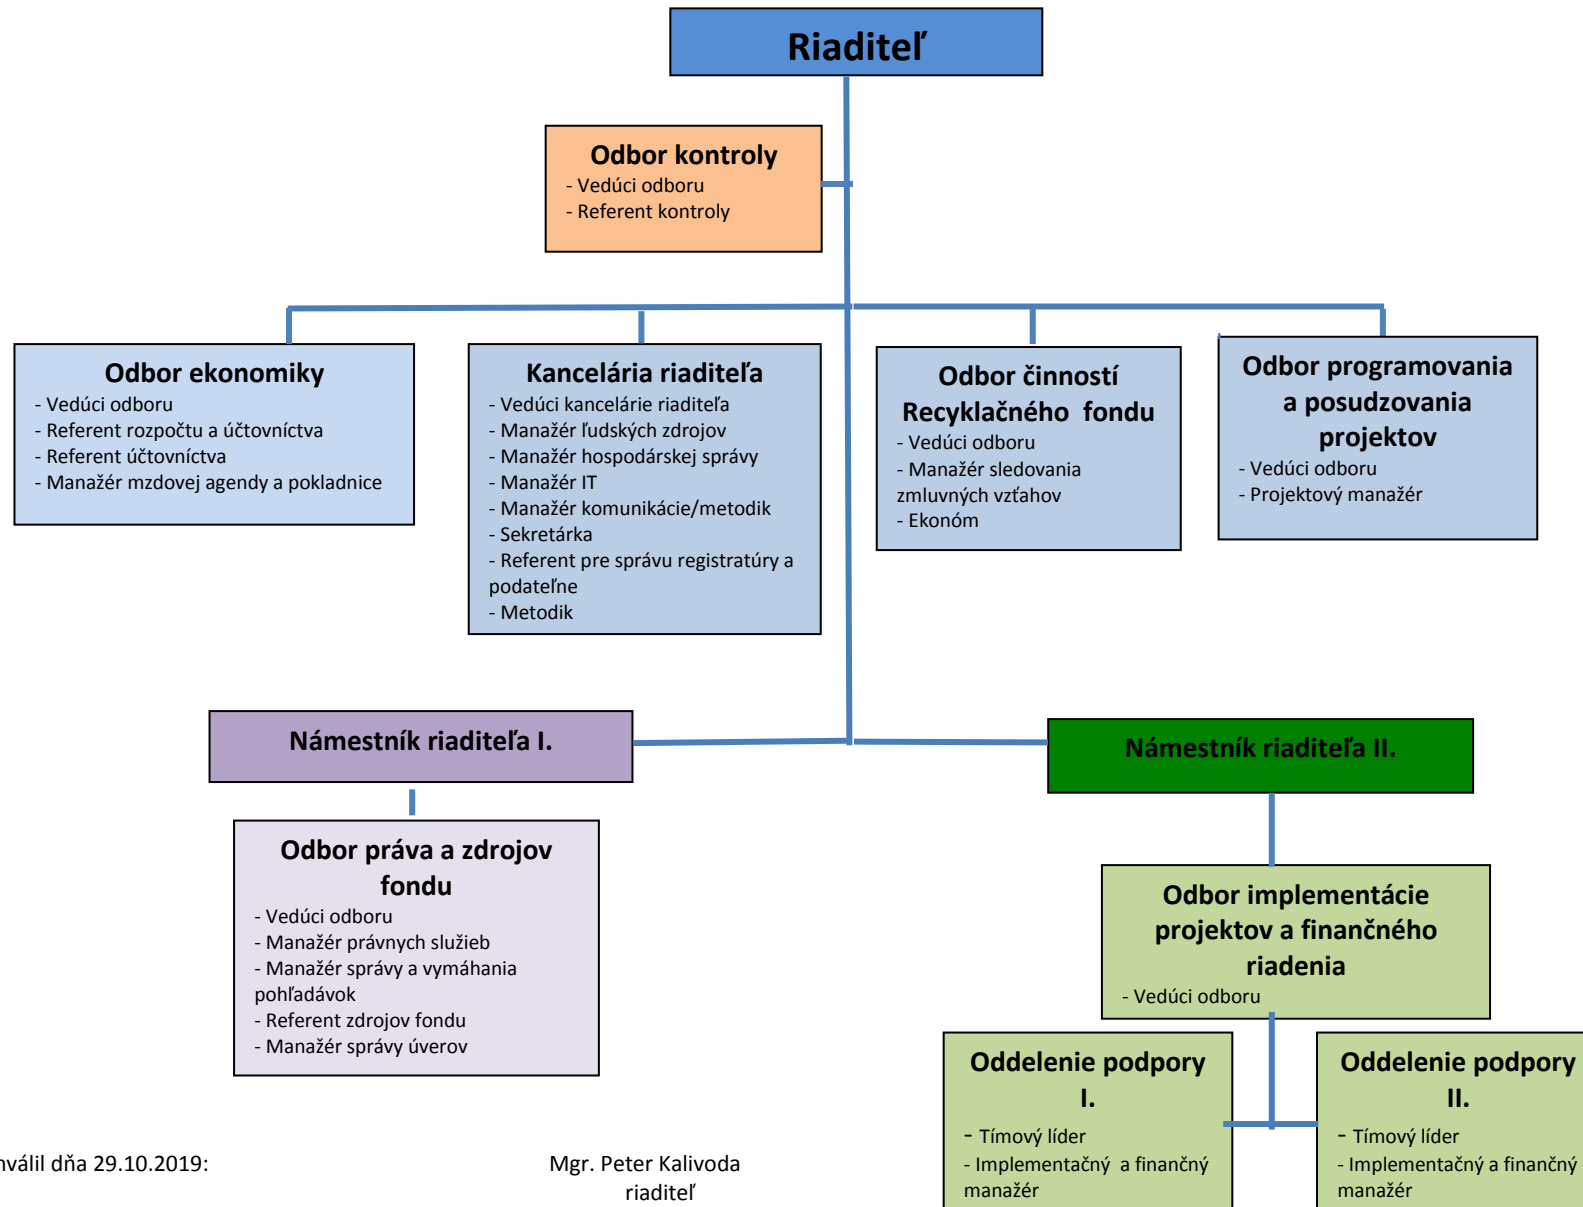 Riaditeľ
Odbor kontroly
- Vedúci odboru
- Referent kontroly
Odbor ekonomiky
- Vedúci odboru
- Referent rozpočtu a účtovníctva
- Referent účtovníctva
- Manažér mzdovej agendy a pokladnice
Kancelária riaditeľa
- Vedúci kancelárie riaditeľa
- Manažér ľudských zdrojov
- Manažér hospodárskej správy
- Manažér IT
- Manažér komunikácie/metodik
- Sekretárka
- Referent pre správu registratúry a
podateľne
- Metodik
Odbor činností
Recyklačného fondu
- Vedúci odboru
- Manažér sledovania
zmluvných vzťahov
- Ekonóm
Odbor programovania
a posudzovania
projektov
- Vedúci odboru
- Projektový manažér
Námestník riaditeľa I.
Námestník riaditeľa II.
Odbor práva a zdrojov
fondu
- Vedúci odboru
- Manažér právnych služieb
- Manažér správy a vymáhania
pohľadávok
- Referent zdrojov fondu
- Manažér správy úverov
Odbor implementácie
projektov a finančného
riadenia
- Vedúci odboru
Oddelenie podpory
I.
- Tímový líder
- Implementačný a finančný
manažér
Oddelenie podpory
II.
- Tímový líder
- Implementačný a finančný
manažér
hválil dňa 29.10.2019:
Mgr. Peter Kalivoda
riaditeľ